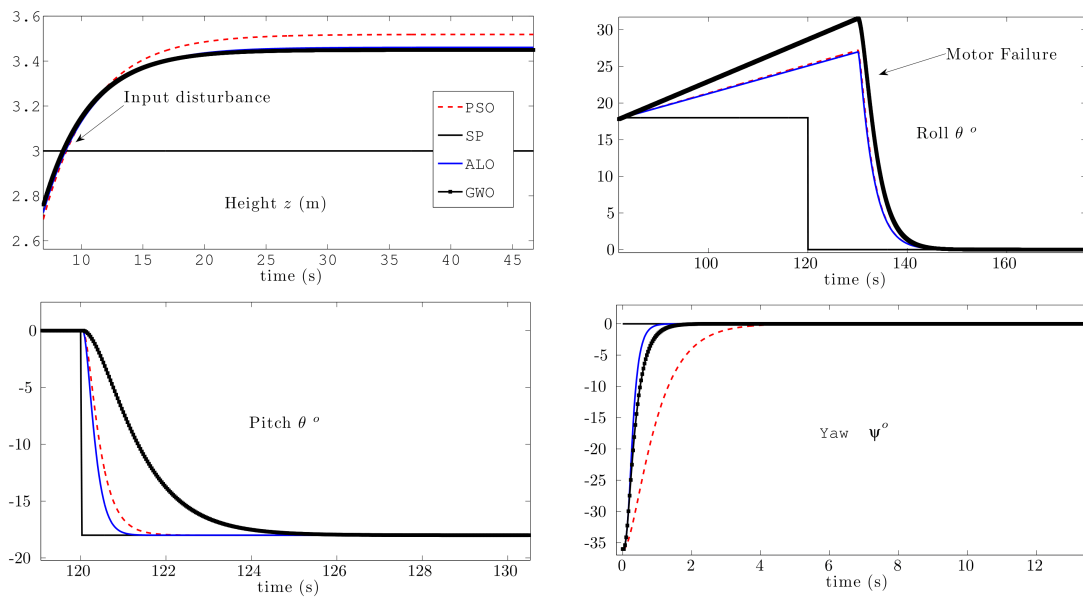 3.6
3.4
3.2
3
2.8
2.6
Input disturbance
PSO
SP
ALO
GWO
Height z (m)
10 15 20 25 30 35 40 45
time (s)
30
25
20
15
10
5
0
Motor Failure
Roll θ º
100 120 140 160
time (s)
0
-5
-10
-15
-20
Pitch θ º
120 122 124 126 128 130
time (s)
0
-5
-10
-15
-20
-25
-30
-35
Yaw ψº
0 2 4 6 8 10 12
time (s)